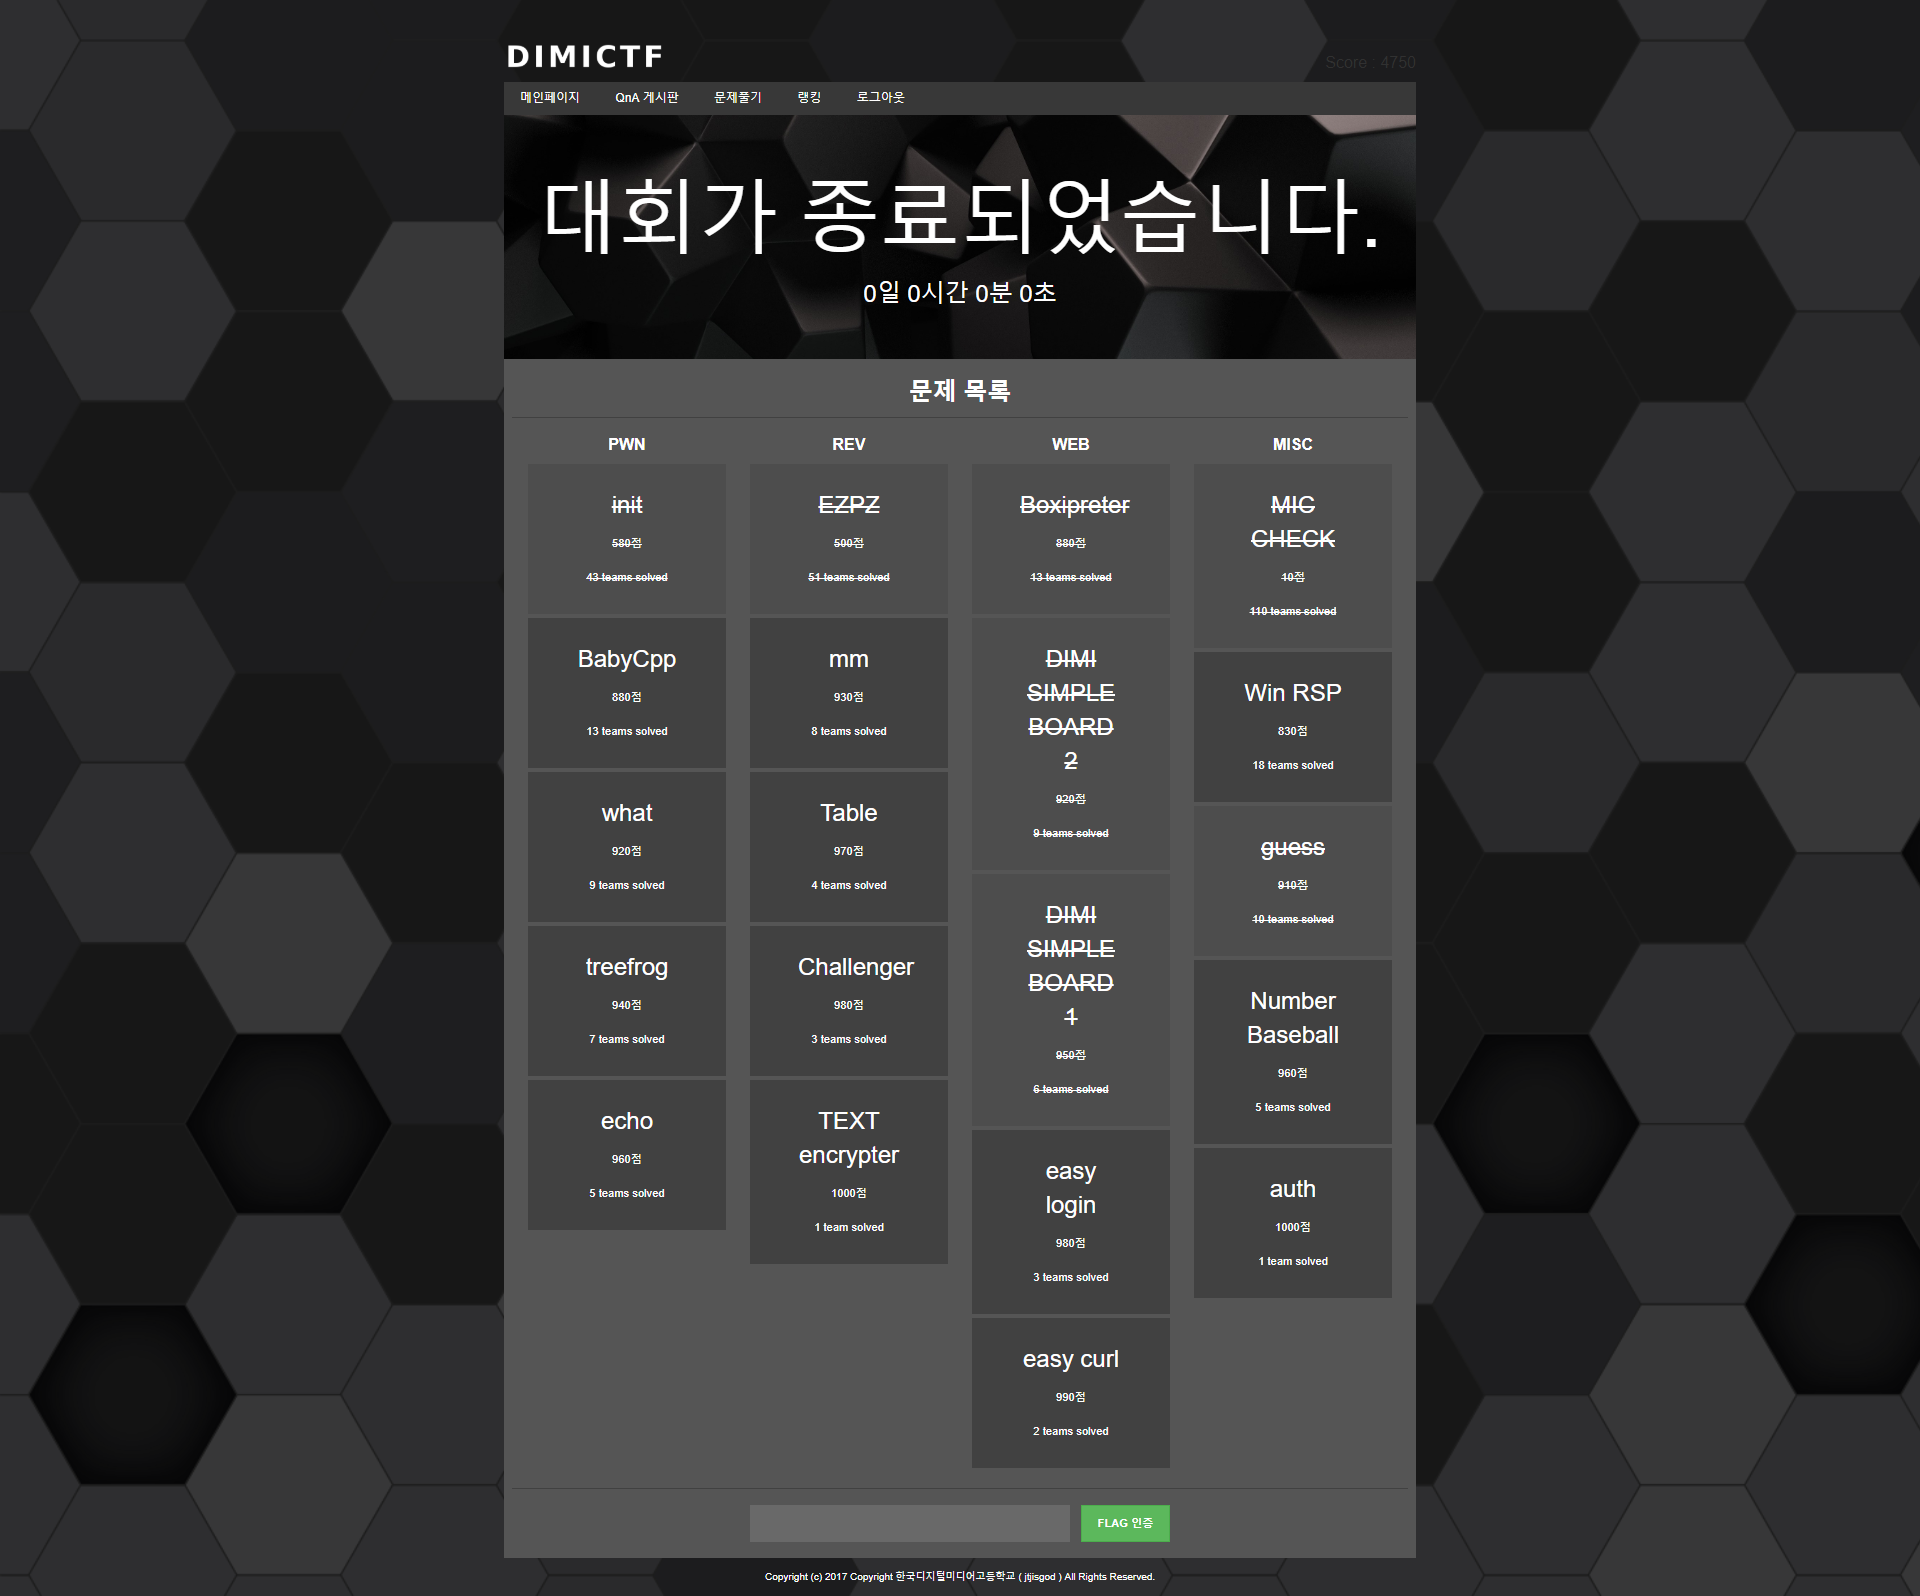 DIMICTF
Score : 4750
메인페이지 QnA 게시판 문제풀기 랭킹 로그아웃
대회가 종료되었습니다.
0일 0시간 0분 0초
문제 목록
PWN
init
580점
43 teams solved
BabyCpp
880점
13 teams solved
what
920점
9 teams solved
treefrog
940점
7 teams solved
echo
960점
5 teams solved
REV
EZPZ
500점
51 teams solved
mm
930점
8 teams solved
Table
970점
4 teams solved
Challenger
980점
3 teams solved
TEXT
encrypter
1000점
1 team solved
WEB
Boxipreter
880점
13 teams solved
DIMI
SIMPLE
BOARD
2
920점
9 teams solved
DIMI
SIMPLE
BOARD
1
950점
6 teams solved
easy
login
980점
3 teams solved
easy curl
990점
2 teams solved
MISC
MIC
CHECK
10점
110 teams solved
Win RSP
830점
18 teams solved
guess
910점
10 teams solved
Number
Baseball
960점
5 teams solved
auth
1000점
1 team solved
FLAG 인증
Copyright (c) 2017 Copyright 한국디지털미디어고등학교 ( jtjisgod ) All Rights Reserved.